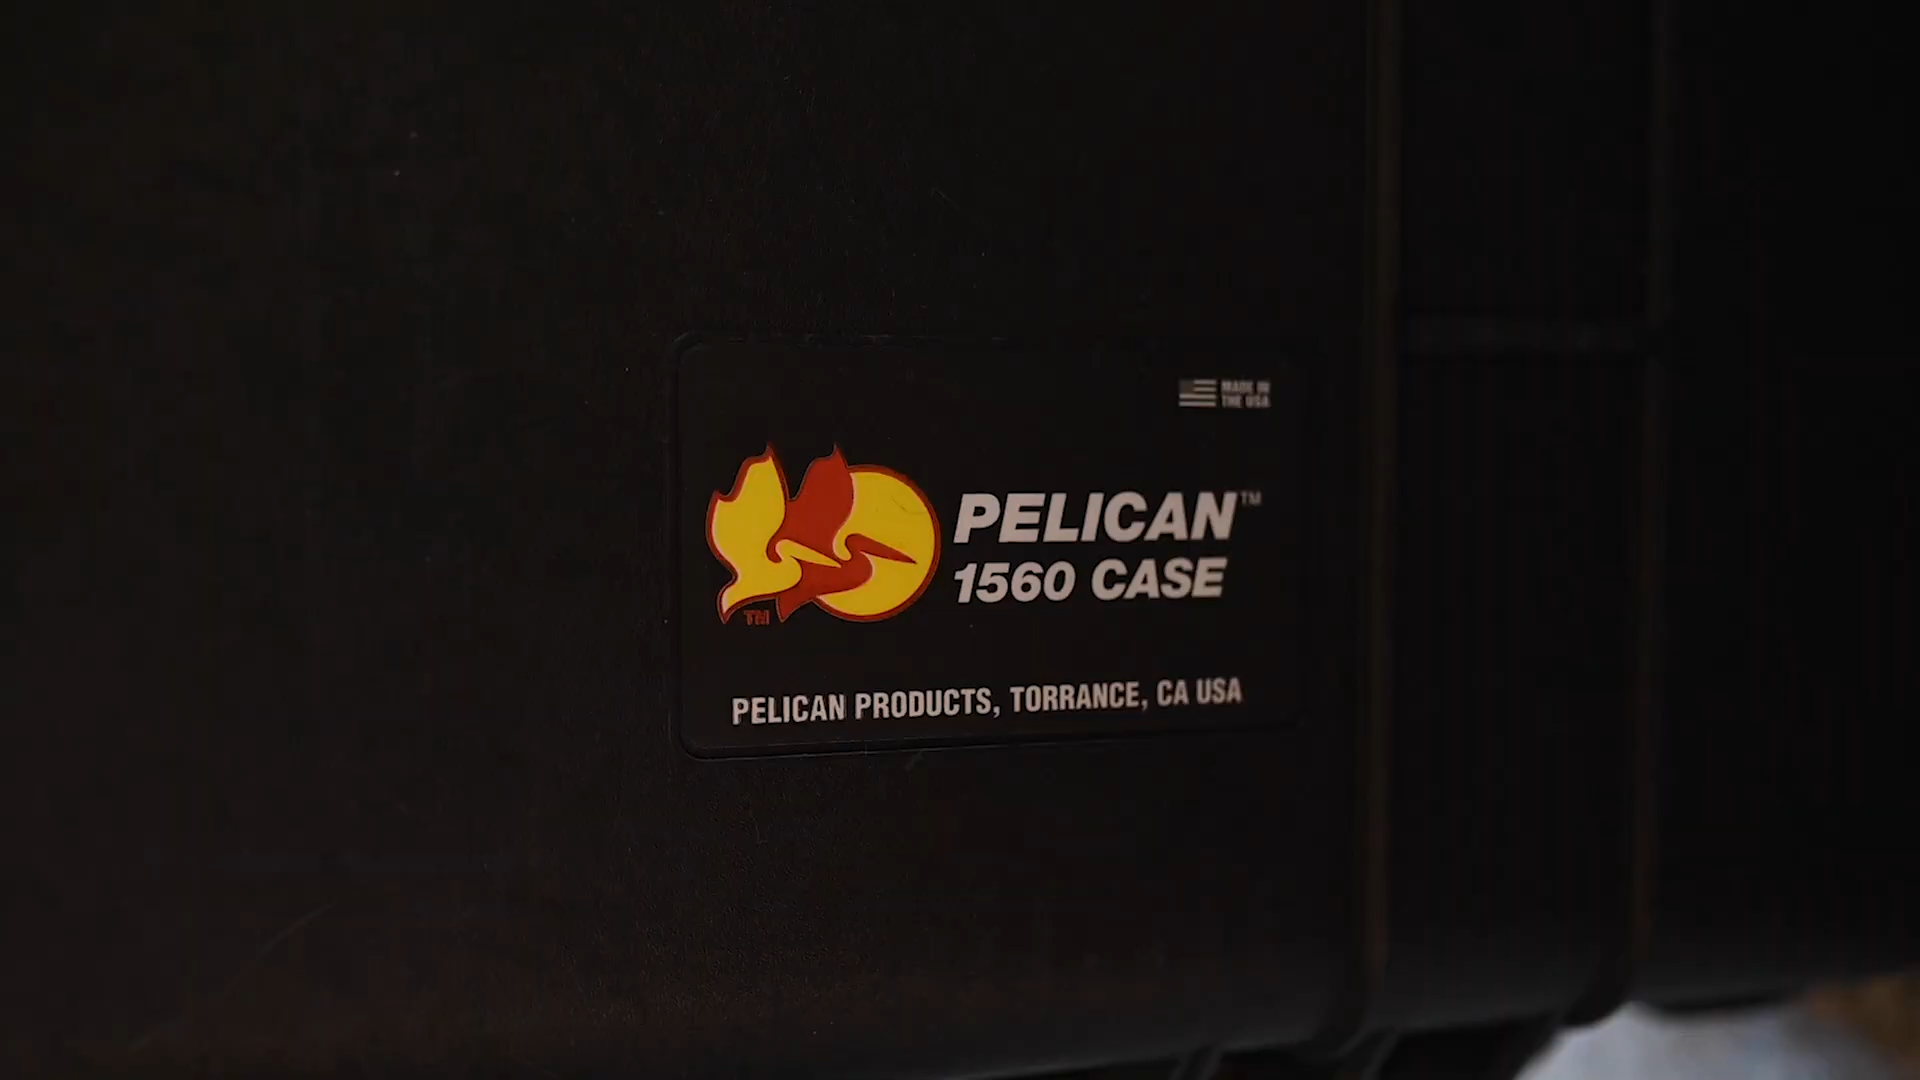 MADE IN
THE USA
PELICAN™
1560 CASE
TM
PELICAN PRODUCTS, TORRANCE, CA USA